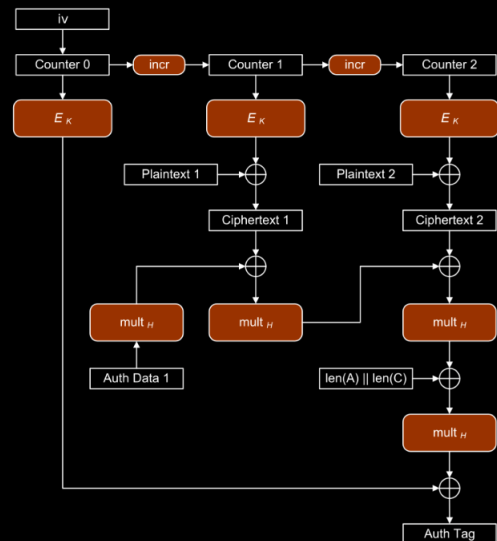 iv
Counter 0
incr
Counter 1
incr
Counter 2
E K
E K
E K
Plaintext 1
Plaintext 2
Ciphertext 1
Ciphertext 2
mult H
mult H
mult H
Auth Data 1
len(A) || len(C)
mult H
Auth Tag